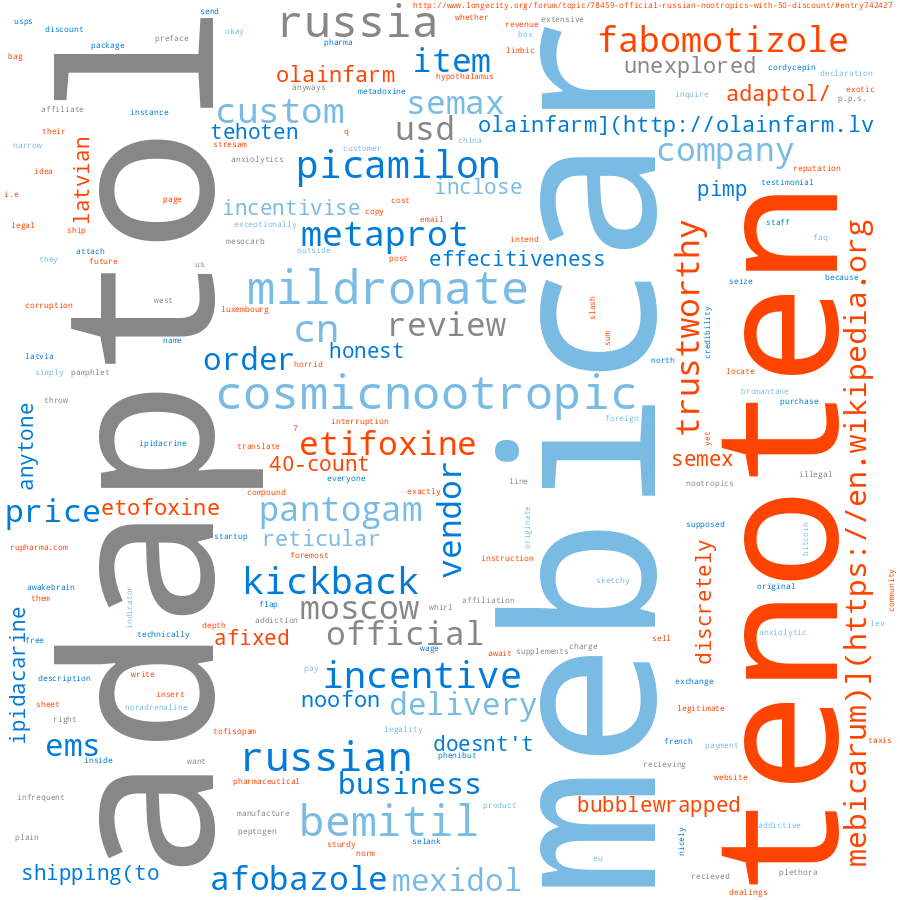 http://www.longecity.org/forum/topic/78459-official-russian-nootropics-with-50-discount/#entry742427
usps
send
russia
whether
revenue
extensive
discount
okay
box
preface
package
pharma
limbic
fabomotizole
bag
item
unexplored
cordycepin
declaration
olainfarm
hypothalamus
anyways
metadoxine
inquire
adaptol/
exotic
p.p.s.
affiliate
instance
custom
semax
their
tehoten
q
usd
olainfarm](http://olainfarm.lv
narrow
stresam
customer
china
company
idea
anxiolytics
picamilon
reputation
latvian
inclose
pimp
testimonial
i.e
page
cost
incentivise
copy
email
staff
legal
ship
exceptionally
metaprot
intend
faq
they
attach
mesocarb
outside
post
effecitiveness
trustworthy
future
us
mildronate
seize
because
corruption
west
luxembourg
slash
credibility
name
cn
review
sum
latvia
order
honest
north
simply
pamphlet
horrid
locate
throw
cosmicnootropic
bromantane
purchase
anytone
interruption
foreign
7
ipidacrine
translate
etifoxine
yet
40-count
line
semex
illegal
everyone
nootropics
compound
exactly
price
etofoxine
pantogam
vendor
originate
supposed
bitcoin
startup
reticular
rupharma.com
foremost
instruction
discretely
awakebrain
kickback
sketchy
original
community
them
indicator
flap
moscow
whirl
affiliation
ipidacarine
depth
addiction
free
technically
afixed
official
wage
sell
anxiolytic
lev
await
supplements
charge
description
write
pay
incentive
exchange
sheet
insert
noradrenaline
noofon
delivery
legitimate
right
tofisopam
legality
ems
doesnt't
french
payment
taxis
inside
russian
phenibut
recieving
want
pharmaceutical
business
website
infrequent
manufacture
product
bubblewrapped
bemitil
peptogen
addictive
plain
sturdy
selank
nicely
norm
eu
shipping(to
afobazole
mexidol
recieved
plethora
dealings
adaptol
mepicar
tenoten
mebicarum)](https://en.wikipedia.org